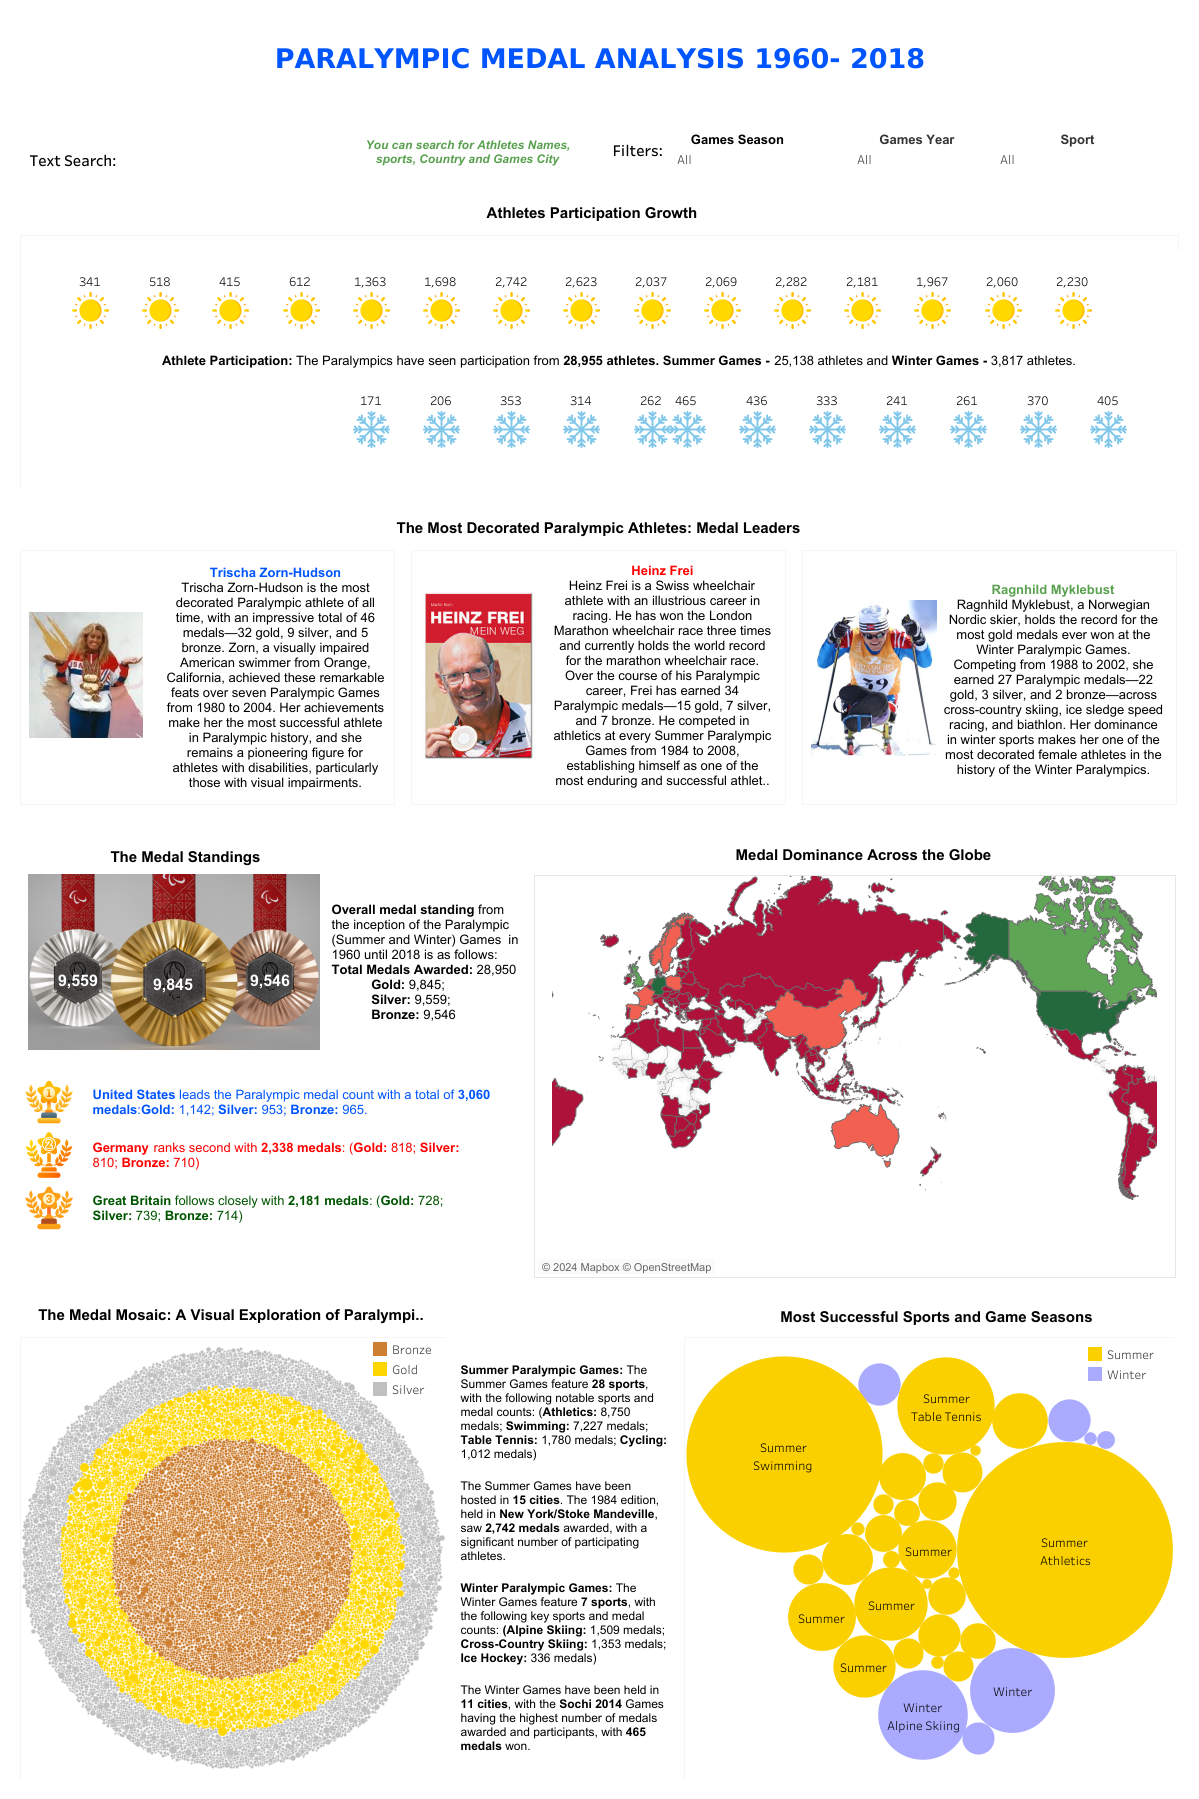 PARALYMPIC MEDAL ANALYSIS 1960- 2018
Text Search:
You can search for Athletes Names,
sports, Country and Games City
Filters:
Games Season
All
Games Year
All
Sport
All
Athletes Participation Growth
341 518 415 612 1,363 1,698 2,742 2,623 2,037 2,069 2,282 2,181 1,967 2,060 2,230
Athlete Participation: The Paralympics have seen participation from 28,955 athletes. Summer Games - 25,138 athletes and Winter Games - 3,817 athletes.
171 206 353 314 262 465 436 333 241 261 370 405
The Most Decorated Paralympic Athletes: Medal Leaders
Trischa Zorn-Hudson
Trischa Zorn-Hudson is the most
decorated Paralympic athlete of all
time, with an impressive total of 46
medals—32 gold, 9 silver, and 5
bronze. Zorn, a visually impaired
American swimmer from Orange,
California, achieved these remarkable
feats over seven Paralympic Games
from 1980 to 2004. Her achievements
make her the most successful athlete
in Paralympic history, and she
remains a pioneering figure for
athletes with disabilities, particularly
those with visual impairments.
HEINZ FREI
MEIN WEG
Heinz Frei
Heinz Frei is a Swiss wheelchair
athlete with an illustrious career in
racing. He has won the London
Marathon wheelchair race three times
and currently holds the world record
for the marathon wheelchair race.
Over the course of his Paralympic
career, Frei has earned 34
Paralympic medals—15 gold, 7 silver,
and 7 bronze. He competed in
athletics at every Summer Paralympic
Games from 1984 to 2008,
establishing himself as one of the
most enduring and successful athlet..
39
Ragnhild Myklebust
Ragnhild Myklebust, a Norwegian
Nordic skier, holds the record for the
most gold medals ever won at the
Winter Paralympic Games.
Competing from 1988 to 2002, she
earned 27 Paralympic medals—22
gold, 3 silver, and 2 bronze—across
cross-country skiing, ice sledge speed
racing, and biathlon. Her dominance
in winter sports makes her one of the
most decorated female athletes in the
history of the Winter Paralympics.
The Medal Standings
9,559
9,845
9,546
Overall medal standing from
the inception of the Paralympic
(Summer and Winter) Games in
1960 until 2018 is as follows:
Total Medals Awarded: 28,950
Gold: 9,845;
Silver: 9,559;
Bronze: 9,546
1
United States leads the Paralympic medal count with a total of 3,060
medals:Gold: 1,142; Silver: 953; Bronze: 965.
2
Germany ranks second with 2,338 medals: (Gold: 818; Silver:
810; Bronze: 710)
3
Great Britain follows closely with 2,181 medals: (Gold: 728;
Silver: 739; Bronze: 714)
Medal Dominance Across the Globe
© 2024 Mapbox © OpenStreetMap
The Medal Mosaic: A Visual Exploration of Paralympi..
Bronze
Gold
Silver
Summer Paralympic Games: The
Summer Games feature 28 sports,
with the following notable sports and
medal counts: (Athletics: 8,750
medals; Swimming: 7,227 medals;
Table Tennis: 1,780 medals; Cycling:
1,012 medals)
The Summer Games have been
hosted in 15 cities. The 1984 edition,
held in New York/Stoke Mandeville,
saw 2,742 medals awarded, with a
significant number of participating
athletes.
Winter Paralympic Games: The
Winter Games feature 7 sports, with
the following key sports and medal
counts: (Alpine Skiing: 1,509 medals;
Cross-Country Skiing: 1,353 medals;
Ice Hockey: 336 medals)
The Winter Games have been held in
11 cities, with the Sochi 2014 Games
having the highest number of medals
awarded and participants, with 465
medals won.
Most Successful Sports and Game Seasons
Summer
Winter
Summer
Table Tennis
Summer
Swimming
Summer
Athletics
Summer
Summer
Summer
Summer
Winter
Winter
Alpine Skiing